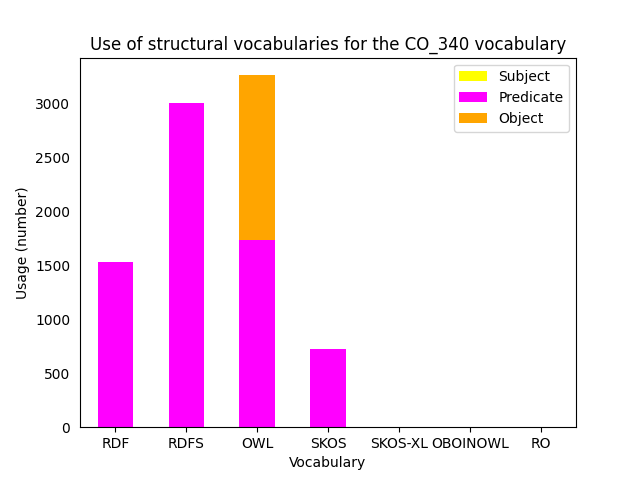 Use of structural vocabularies for the CO_340 vocabulary
Subject
Predicate
Object
Usage (number)
3000
2500
2000
1500
1000
500
0
RDF RDFS OWL SKOS SKOS-XL OBOINOWL RO
Vocabulary